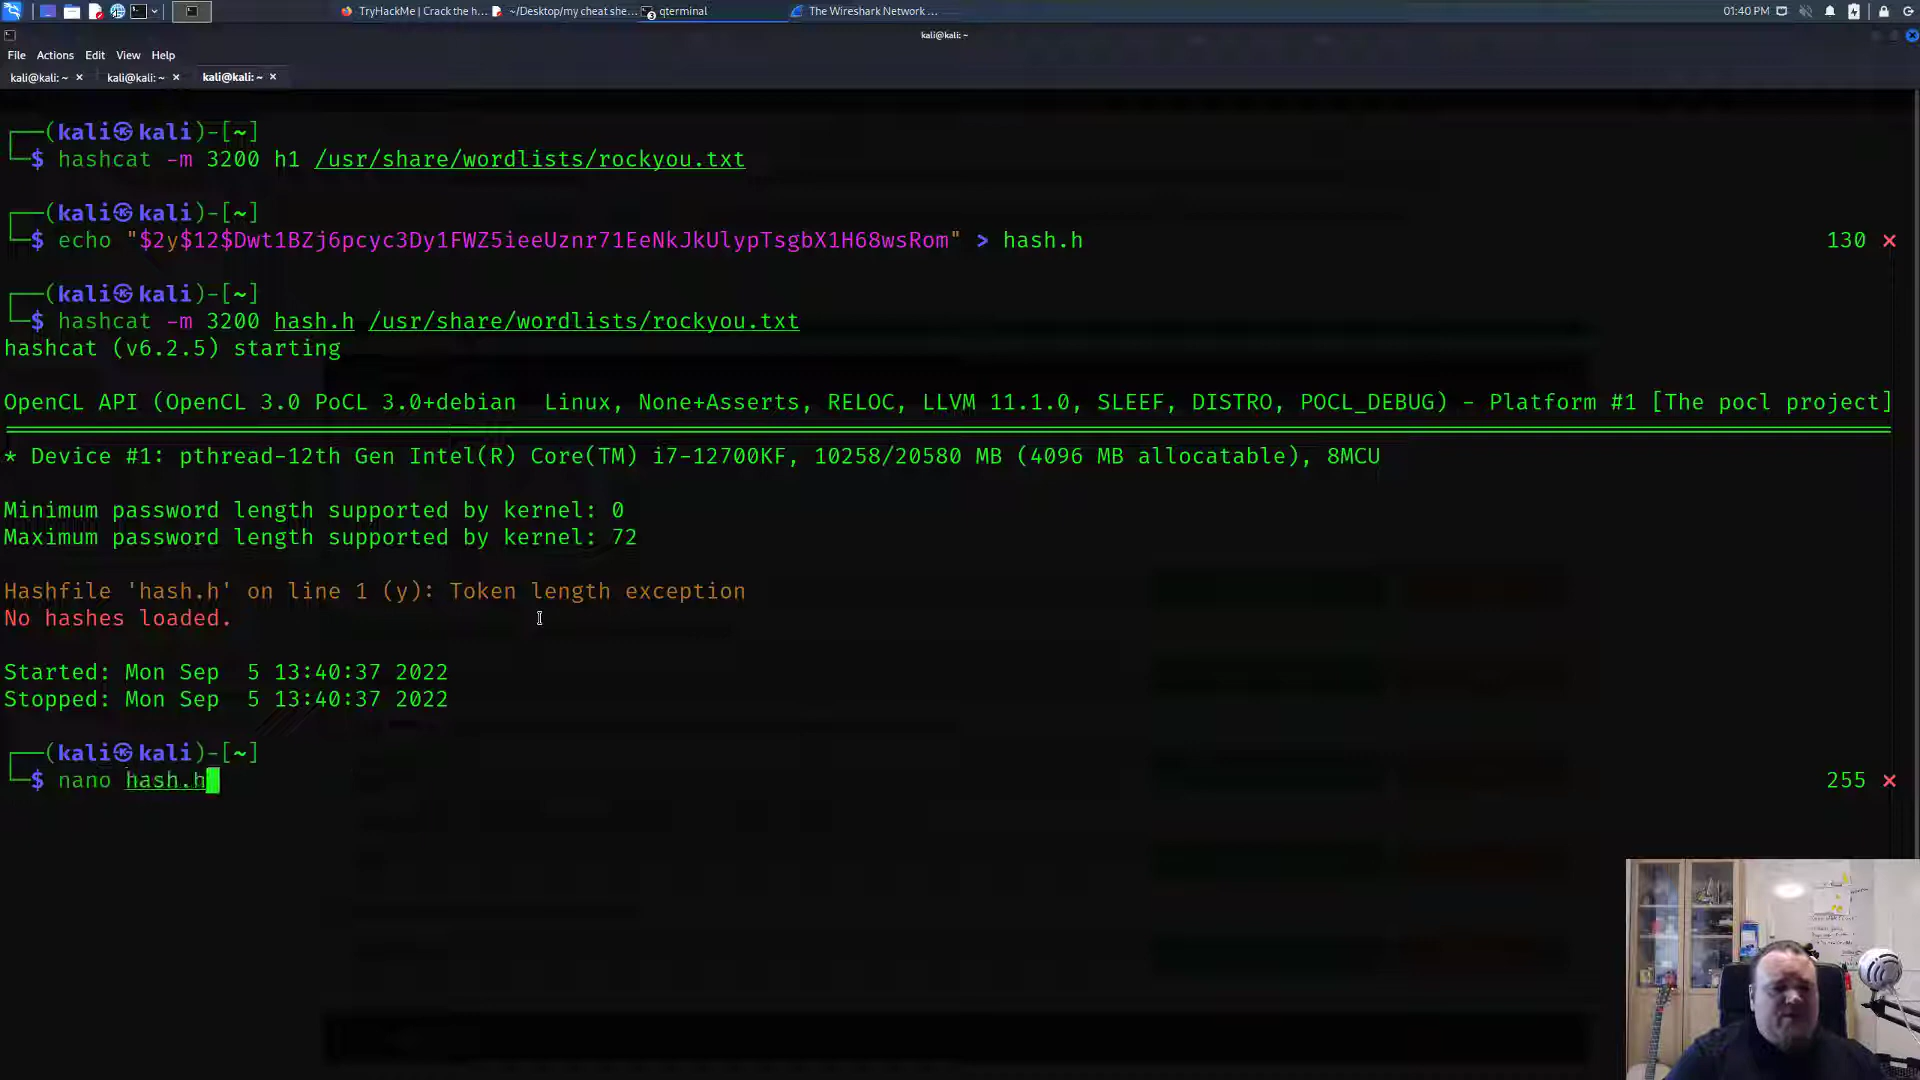 TryHackMe | Crack the h... ~/Desktop/my cheat she... qterminal The Wireshark Network ... 01:40 PM
kali@kali: ~
File Actions Edit View Help
kali@kali: ~ × kali@kali: ~ × kali@kali: ~ ×
(kali㉿kali)-[~]
$ hashcat -m 3200 h1 /usr/share/wordlists/rockyou.txt
(kali㉿kali)-[~]
$ echo "$2y$12$Dwt1BZj6pcyc3Dy1FWZ5ieeUznr71EeNkJkUlypTsgbX1H68wsRom" > hash.h 130 ×
(kali㉿kali)-[~]
$ hashcat -m 3200 hash.h /usr/share/wordlists/rockyou.txt
hashcat (v6.2.5) starting
OpenCL API (OpenCL 3.0 PoCL 3.0+debian  Linux, None+Asserts, RELOC, LLVM 11.1.0, SLEEF, DISTRO, POCL_DEBUG) - Platform #1 [The pocl project]
* Device #1: pthread-12th Gen Intel(R) Core(TM) i7-12700KF, 10258/20580 MB (4096 MB allocatable), 8MCU
Minimum password length supported by kernel: 0
Maximum password length supported by kernel: 72
Hashfile 'hash.h' on line 1 (y): Token length exception
No hashes loaded.
Started: Mon Sep  5 13:40:37 2022
Stopped: Mon Sep  5 13:40:37 2022
(kali㉿kali)-[~]
$ nano hash.h 255 ×